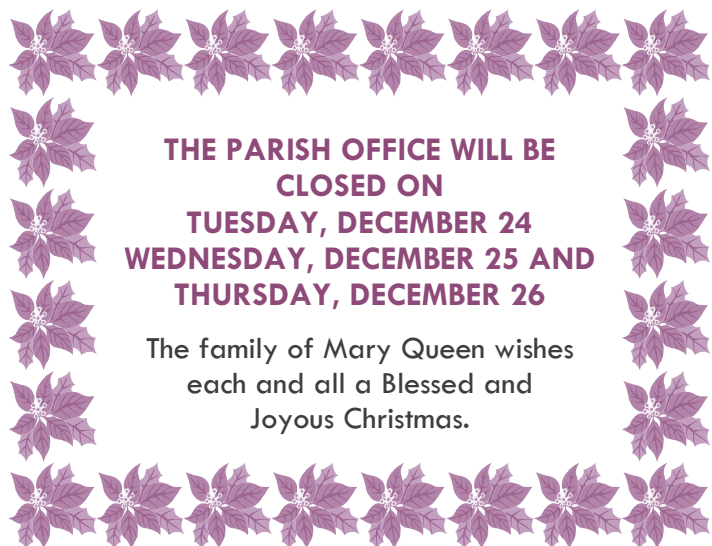 THE PARISH OFFICE WILL BE
CLOSED ON
TUESDAY, DECEMBER 24
WEDNESDAY, DECEMBER 25 AND
THURSDAY, DECEMBER 26
The family of Mary Queen wishes
each and all a Blessed and
Joyous Christmas.